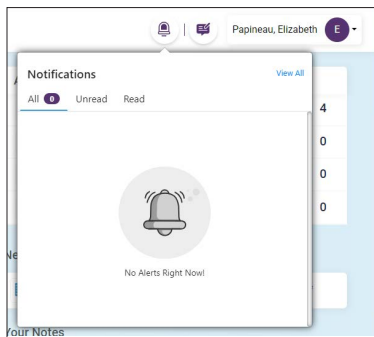 Papineau, Elizabeth E
Notifications View All
All 0 Unread Read
4
0
0
0
No Alerts Right Now!
Ne
Your Notes